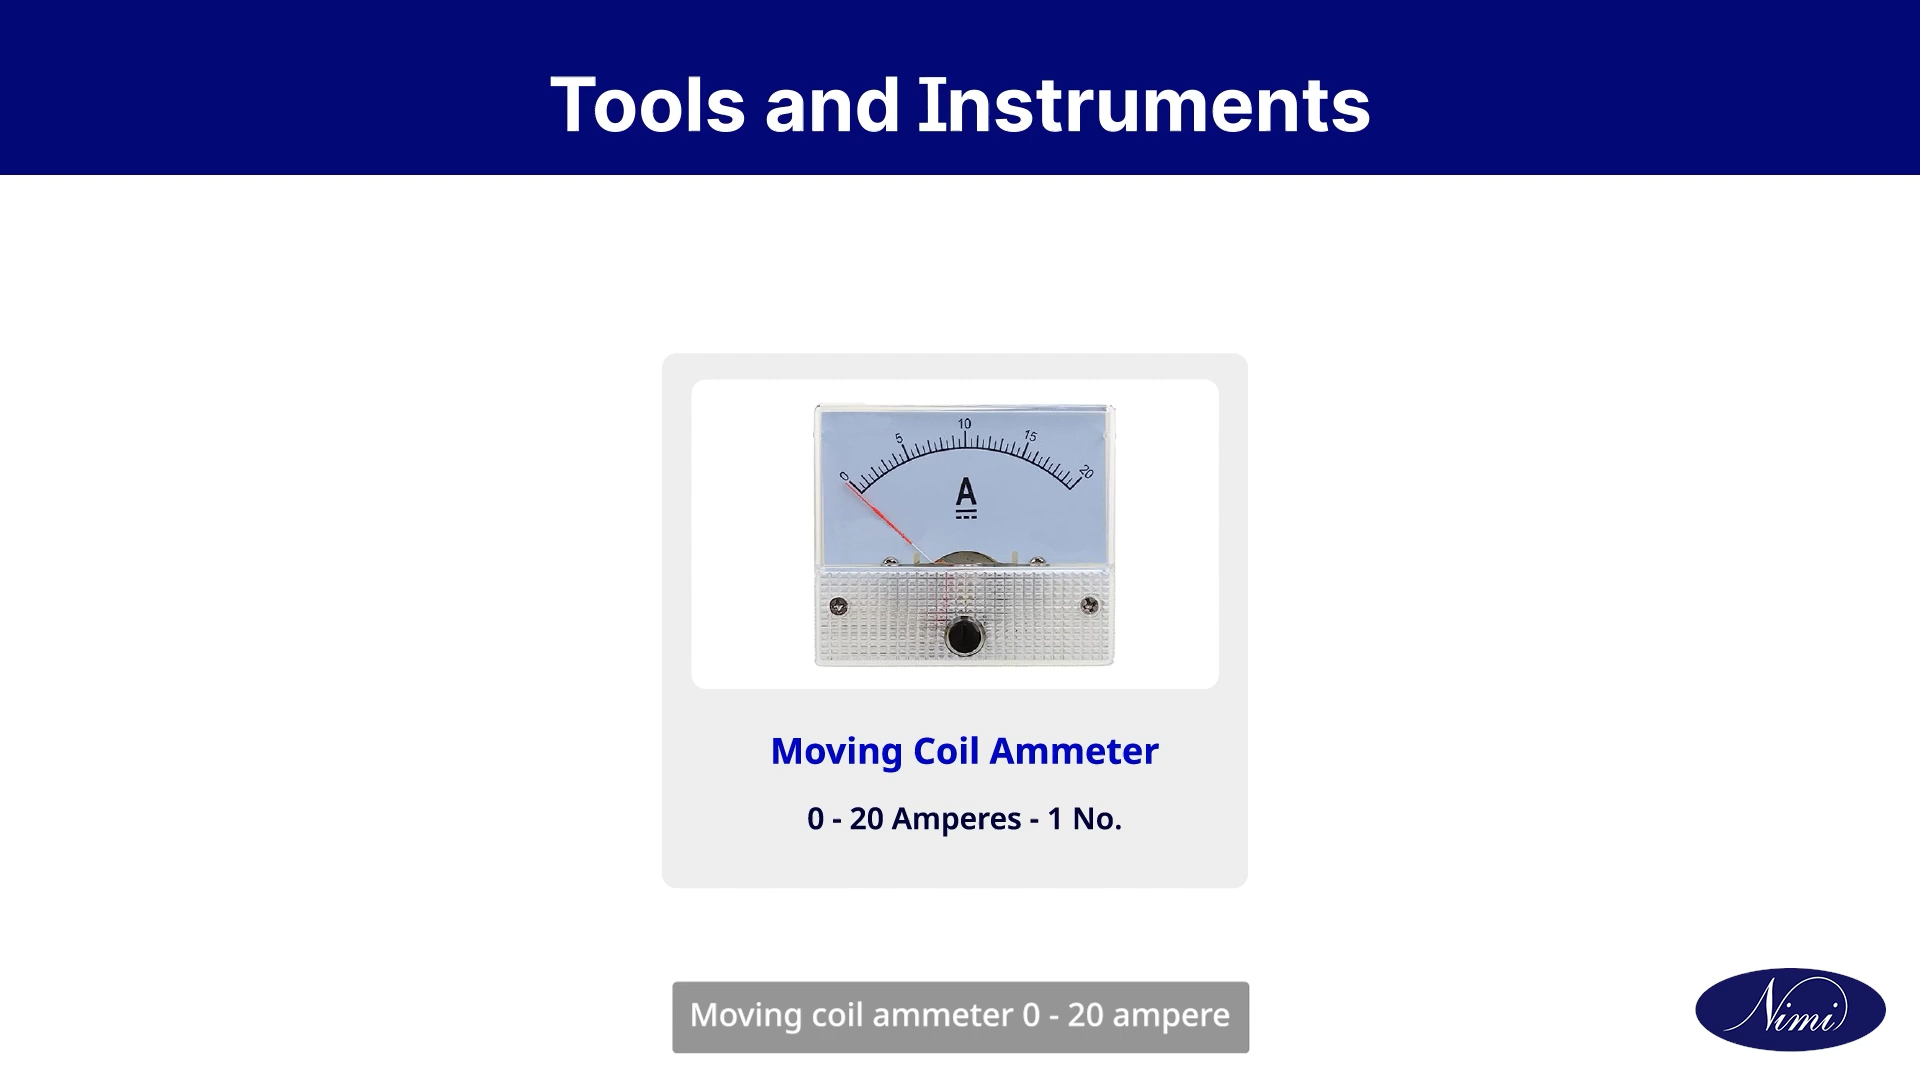 Tools and Instruments
0
5
10
15
20
A
Moving Coil Ammeter
0 - 20 Amperes - 1 No.
Moving coil ammeter 0 - 20 ampere
Nimi